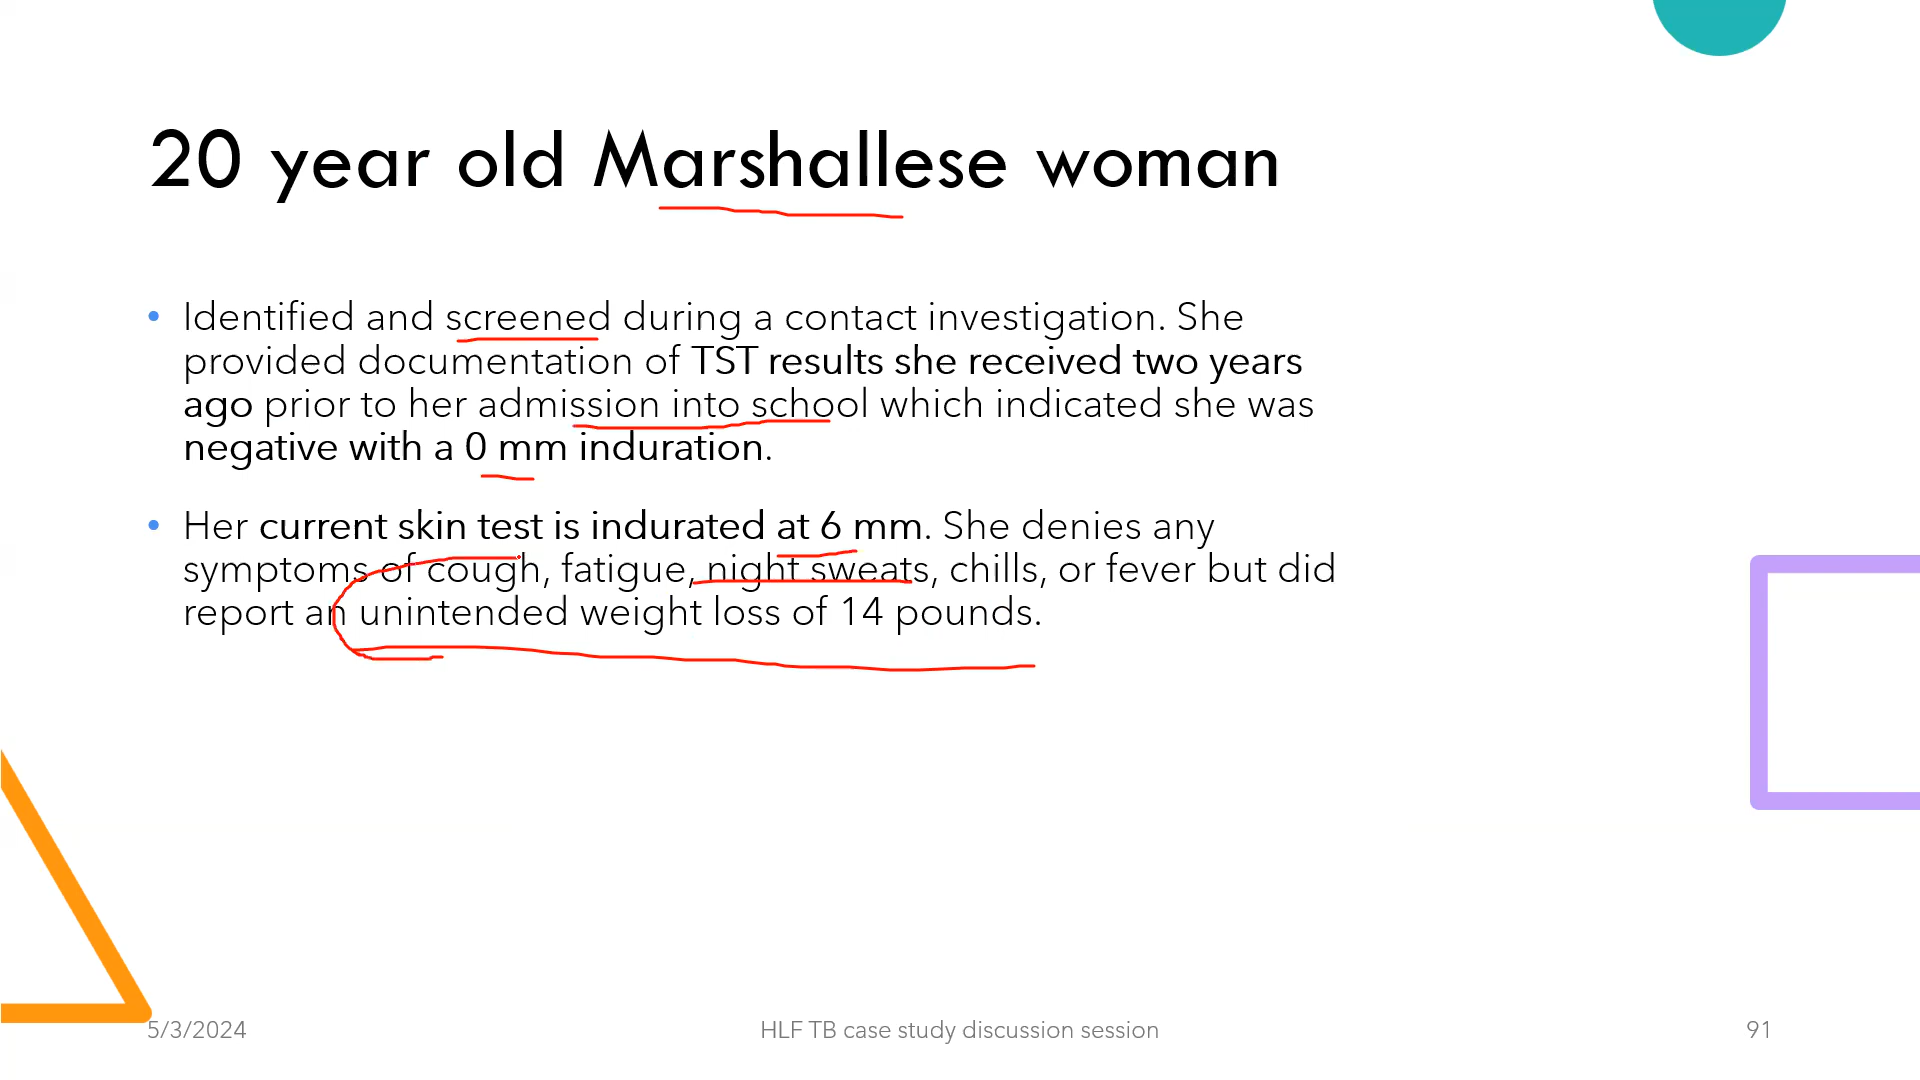 20 year old Marshallese woman
• Identified and screened during a contact investigation. She
provided documentation of TST results she received two years
ago prior to her admission into school which indicated she was
negative with a 0 mm induration.
• Her current skin test is indurated at 6 mm. She denies any
symptoms of cough, fatigue, night sweats, chills, or fever but did
report an unintended weight loss of 14 pounds.
5/3/2024
HLF TB case study discussion session
91